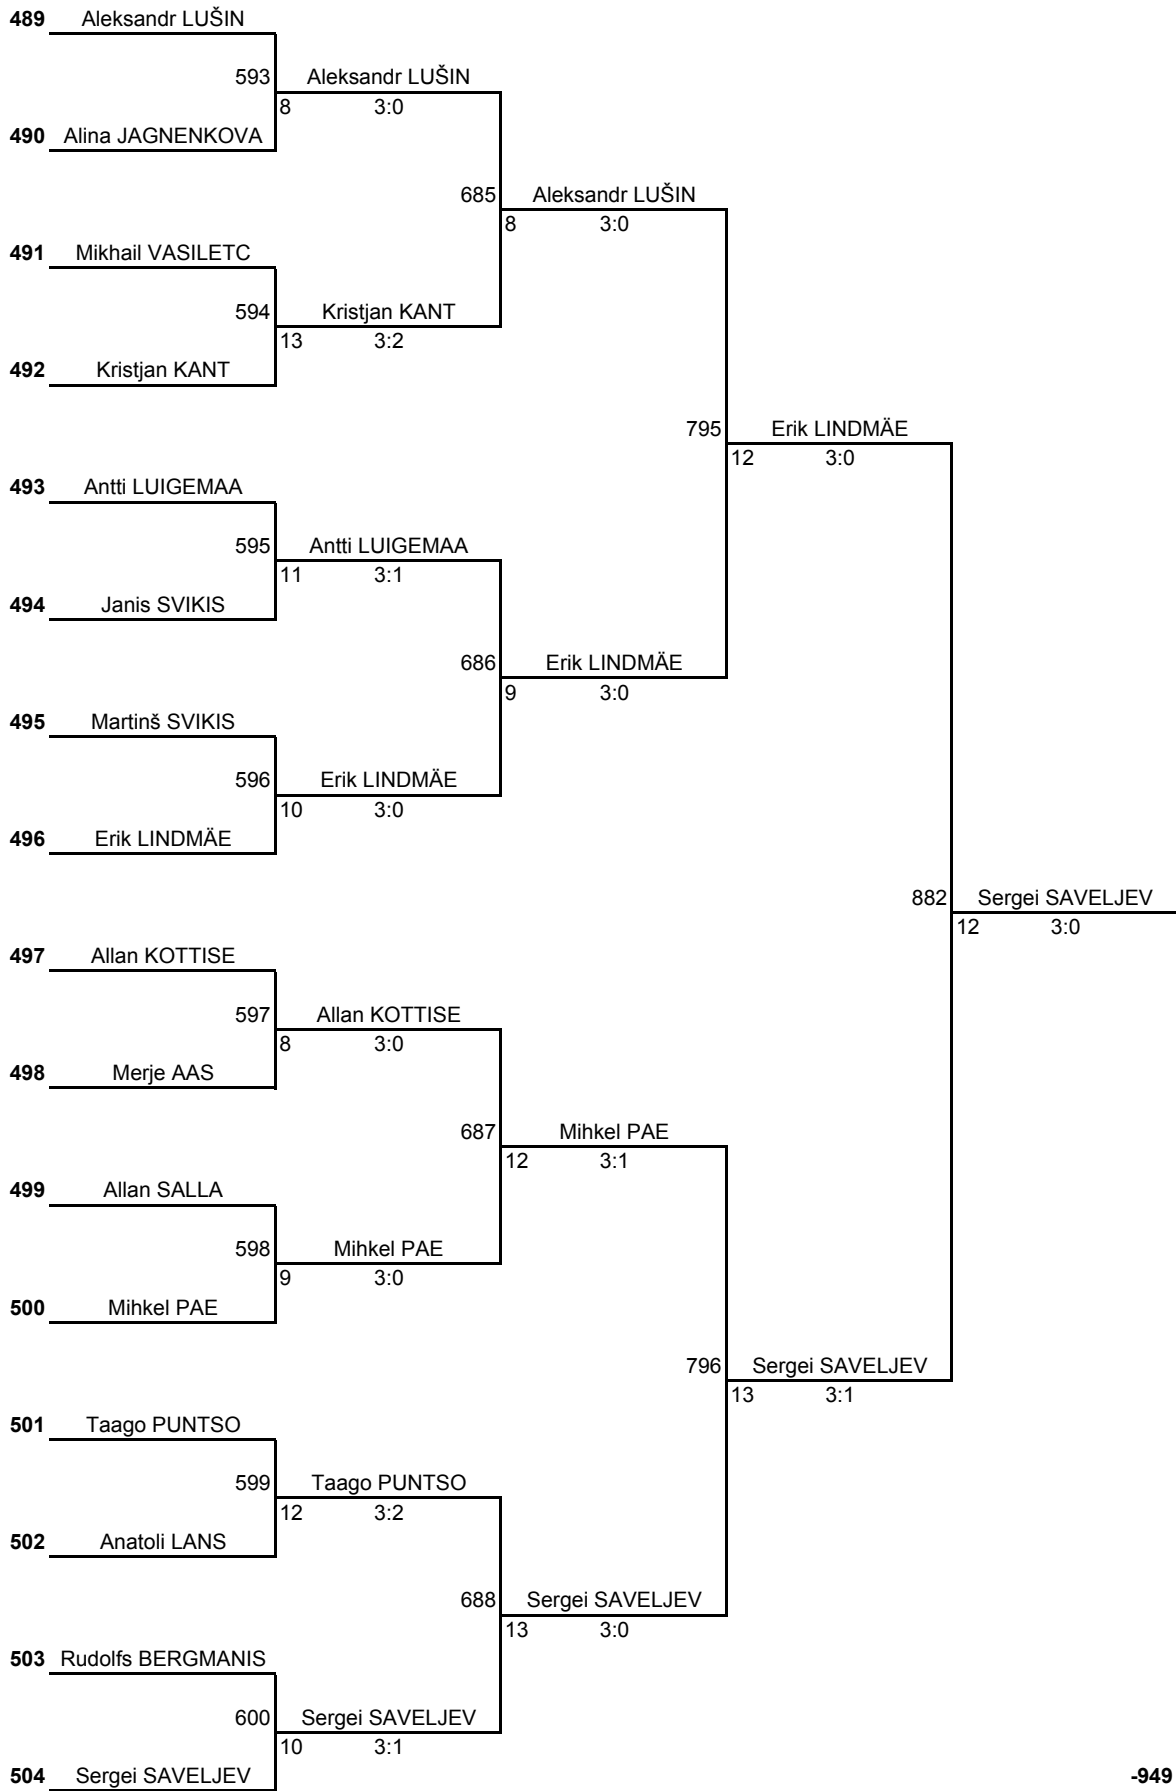 489 Aleksandr LUŠIN
593 Aleksandr LUŠIN
8 3:0
490 Alina JAGNENKOVA
685 Aleksandr LUŠIN
8 3:0
491 Mikhail VASILETC
594 Kristjan KANT
13 3:2
492 Kristjan KANT
795 Erik LINDMÄE
12 3:0
493 Antti LUIGEMAA
595 Antti LUIGEMAA
11 3:1
494 Janis SVIKIS
686 Erik LINDMÄE
9 3:0
495 Martinš SVIKIS
596 Erik LINDMÄE
10 3:0
496 Erik LINDMÄE
882 Sergei SAVELJEV
12 3:0
497 Allan KOTTISE
597 Allan KOTTISE
8 3:0
498 Merje AAS
687 Mihkel PAE
12 3:1
499 Allan SALLA
598 Mihkel PAE
9 3:0
500 Mihkel PAE
796 Sergei SAVELJEV
13 3:1
501 Taago PUNTSO
599 Taago PUNTSO
12 3:2
502 Anatoli LANS
688 Sergei SAVELJEV
13 3:0
503 Rudolfs BERGMANIS
600 Sergei SAVELJEV
10 3:1
504 Sergei SAVELJEV -949